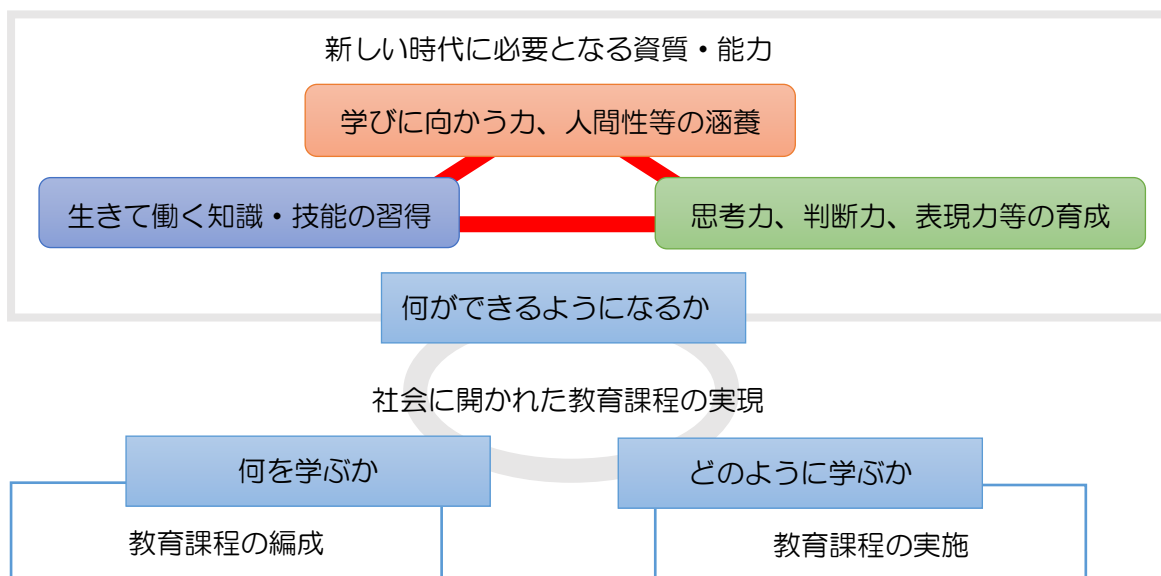 新しい時代に必要となる資質・能力
学びに向かう力、人間性等の涵養
生きて働く知識・技能の習得
思考力、判断力、表現力等の育成
何ができるようになるか
社会に開かれた教育課程の実現
何を学ぶか
どのように学ぶか
教育課程の編成
教育課程の実施